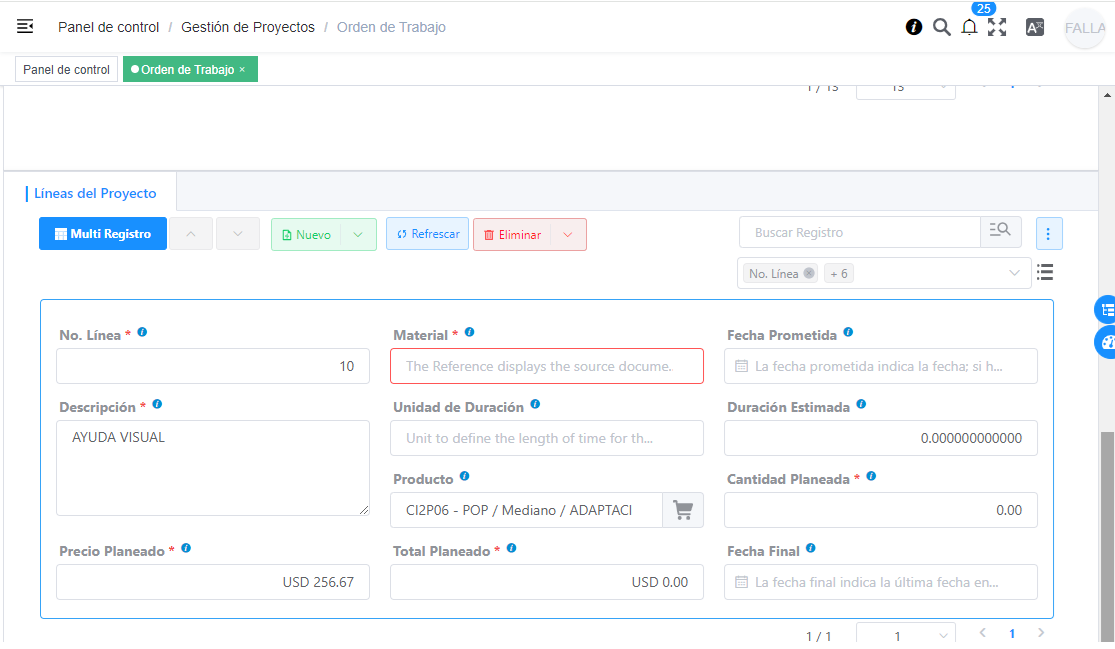 25
Panel de control / Gestión de Proyectos / Orden de Trabajo
FALLA
Panel de control
Orden de Trabajo ×
1 / 13
13
1
Líneas del Proyecto
Multi Registro
Nuevo
Refrescar
Eliminar
Buscar Registro
No. Línea
+ 6
No. Línea *
Material *
Fecha Prometida
10
The Reference displays the source docume..
La fecha prometida indica la fecha; si h...
Descripción *
Unidad de Duración
Duración Estimada
AYUDA VISUAL
Unit to define the length of time for th...
0.000000000000
Producto
Cantidad Planeada *
CI2P06 - POP / Mediano / ADAPTACI
0.00
Precio Planeado *
Total Planeado *
Fecha Final
USD 256.67
USD 0.00
La fecha final indica la última fecha en...
1 / 1
1
1